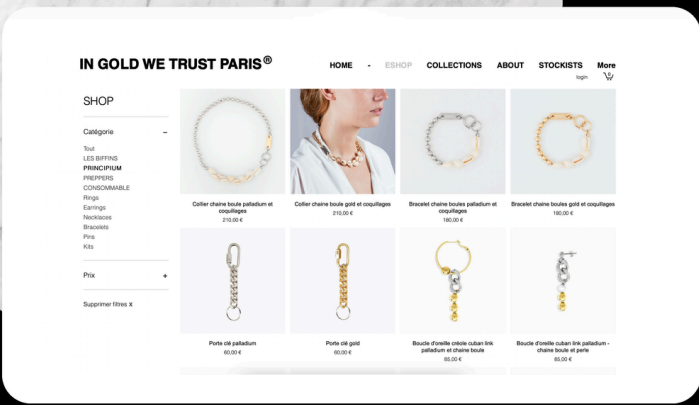 IN GOLD WE TRUST PARIS®
HOME - ESHOP COLLECTIONS ABOUT STOCKISTS More
login 0
SHOP
Catégorie –
Tout
LES BIFFINS
PRINCIPIUM
PREPPERS
CONSOMMABLE
Rings
Earrings
Necklaces
Bracelets
Pins
Kits
Prix +
Supprimer filtres X
Collier chaine boule palladium et
coquillages
210,00 €
Collier chaine boule gold et coquillages
210,00 €
Bracelet chaine boules palladium et
coquillages
180,00 €
Bracelet chaine boules gold et coquillages
180,00 €
Porte clé palladium
60,00 €
Porte clé gold
60,00 €
Boucle d'oreille créole cuban link
palladium et chaine boule
85,00 €
Boucle d'oreille cuban link palladium -
chaine boule et perle
85,00 €